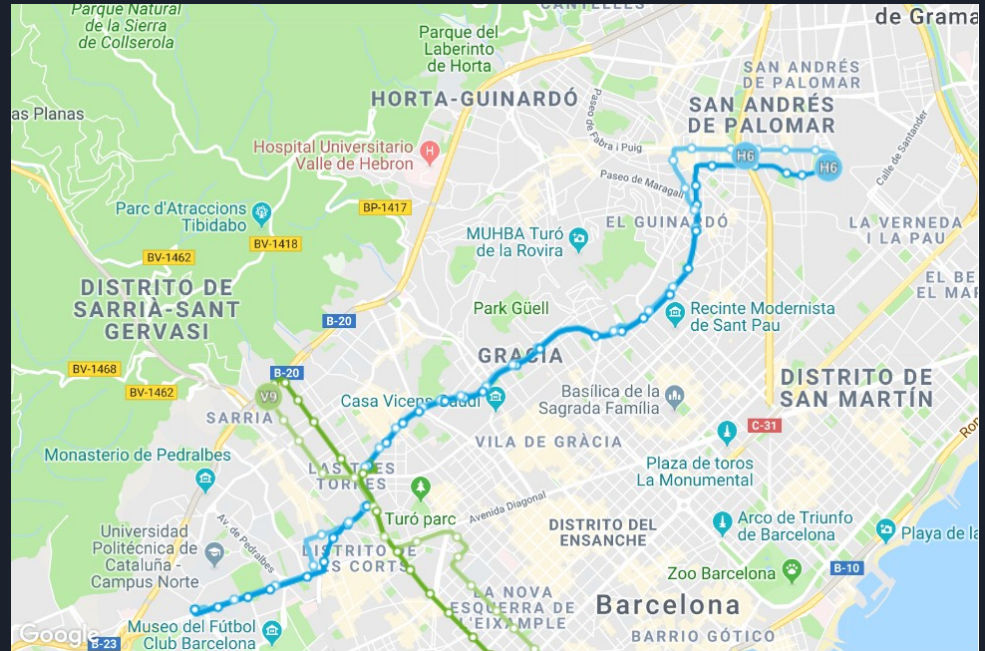 Parque Natural
de la Sierra
de Collserola
CANYELLES
de Grama
Parque del
Laberinto
de Horta
SAN ANDRÉS
DE PALOMAR
as Planas
HORTA-GUINARDÓ
Paseo de Fabra i Puig
SAN ANDRÉS
DE PALOMAR
Calle de Santander
Hospital Universitario
Valle de Hebron
H
H6
H6
Paseo de Maragall
BP-1417
Parc d'Atraccions
Tibidabo
BV-1418
MUHBA Turó
de la Rovira
EL GUINARDÓ
LA VERNEDA
I LA PAU
BV-1462
EL BE
EL MAR
DISTRITO DE
SARRIÀ-SANT
GERVASI
Park Güell
Recinte Modernista
de Sant Pau
B-20
GRACIA
BV-1468
B-20
BV-1462
V9
Casa Vicens Gaudí
Basílica de la
Sagrada Família
DISTRITO DE
SAN MARTÍN
SARRIA
C-31
Ron
VILA DE GRÀCIA
Monasterio de Pedralbes
LAS TRES
TORRES
Plaza de toros
La Monumental
Turó parc
Avenida Diagonal
Av. de Pedralbes
DISTRITO DEL
ENSANCHE
Arco de Triunfo
de Barcelona
Playa de la
Universidad
Politécnica de
Cataluña -
Campus Norte
DISTRITO DE
LAS CORTS
Zoo Barcelona
B-10
LA NOVA
ESQUERRA DE
L'EIXAMPLE
Barcelona
Museo del Fútbol
Club Barcelona
BARRIO GÓTICO
Google
B-23